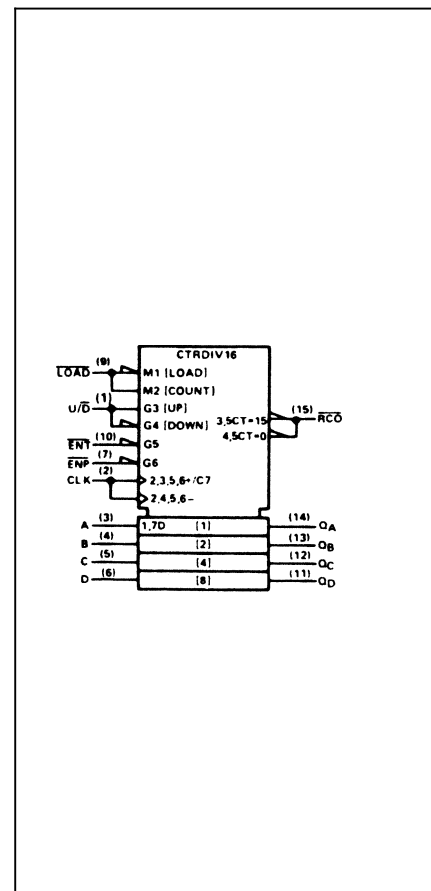 CTRDIV16
LOAD (9) M1 [LOAD]
M2 [COUNT]
U/D (1) G3 [UP]
G4 [DOWN]
ENT (10) G5
ENP (7) G6
CLK (2) 2,3,5,6+/C7
2,4,5,6−
3,5CT=15 (15) RCO
4,5CT=0
A (3) 1,7D [1] (14) QA
B (4) [2] (13) QB
C (5) [4] (12) QC
D (6) [8] (11) QD